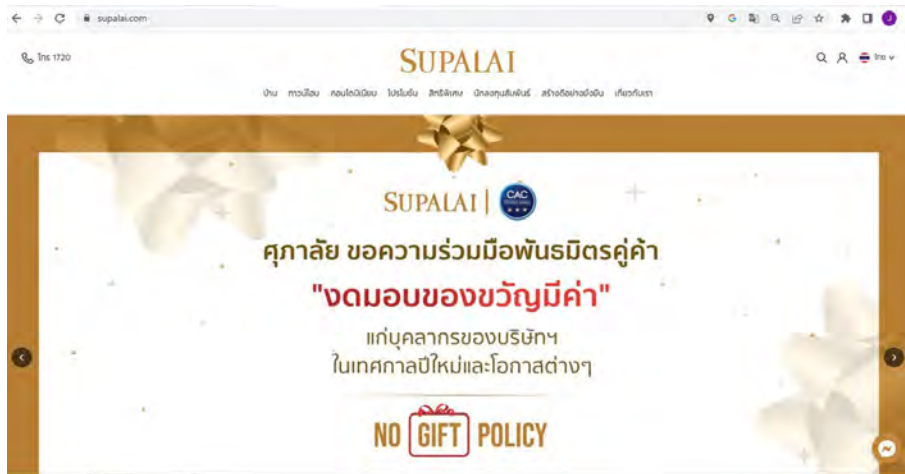 supalai.com
โทร 1720
SUPALAI
ไทย
บ้าน ทาวน์โฮม คอนโดมิเนียม โปรโมชั่น สิทธิพิเศษ นักลงทุนสัมพันธ์ สร้างดีอย่างยั่งยืน เกี่ยวกับเรา
SUPALAI | CAC
ศุภาลัย ขอความร่วมมือพันธมิตรคู่ค้า
"งดมอบของขวัญมีค่า"
แก่บุคลากรของบริษัทฯ
ในเทศกาลปีใหม่และโอกาสต่างๆ
NO GIFT POLICY